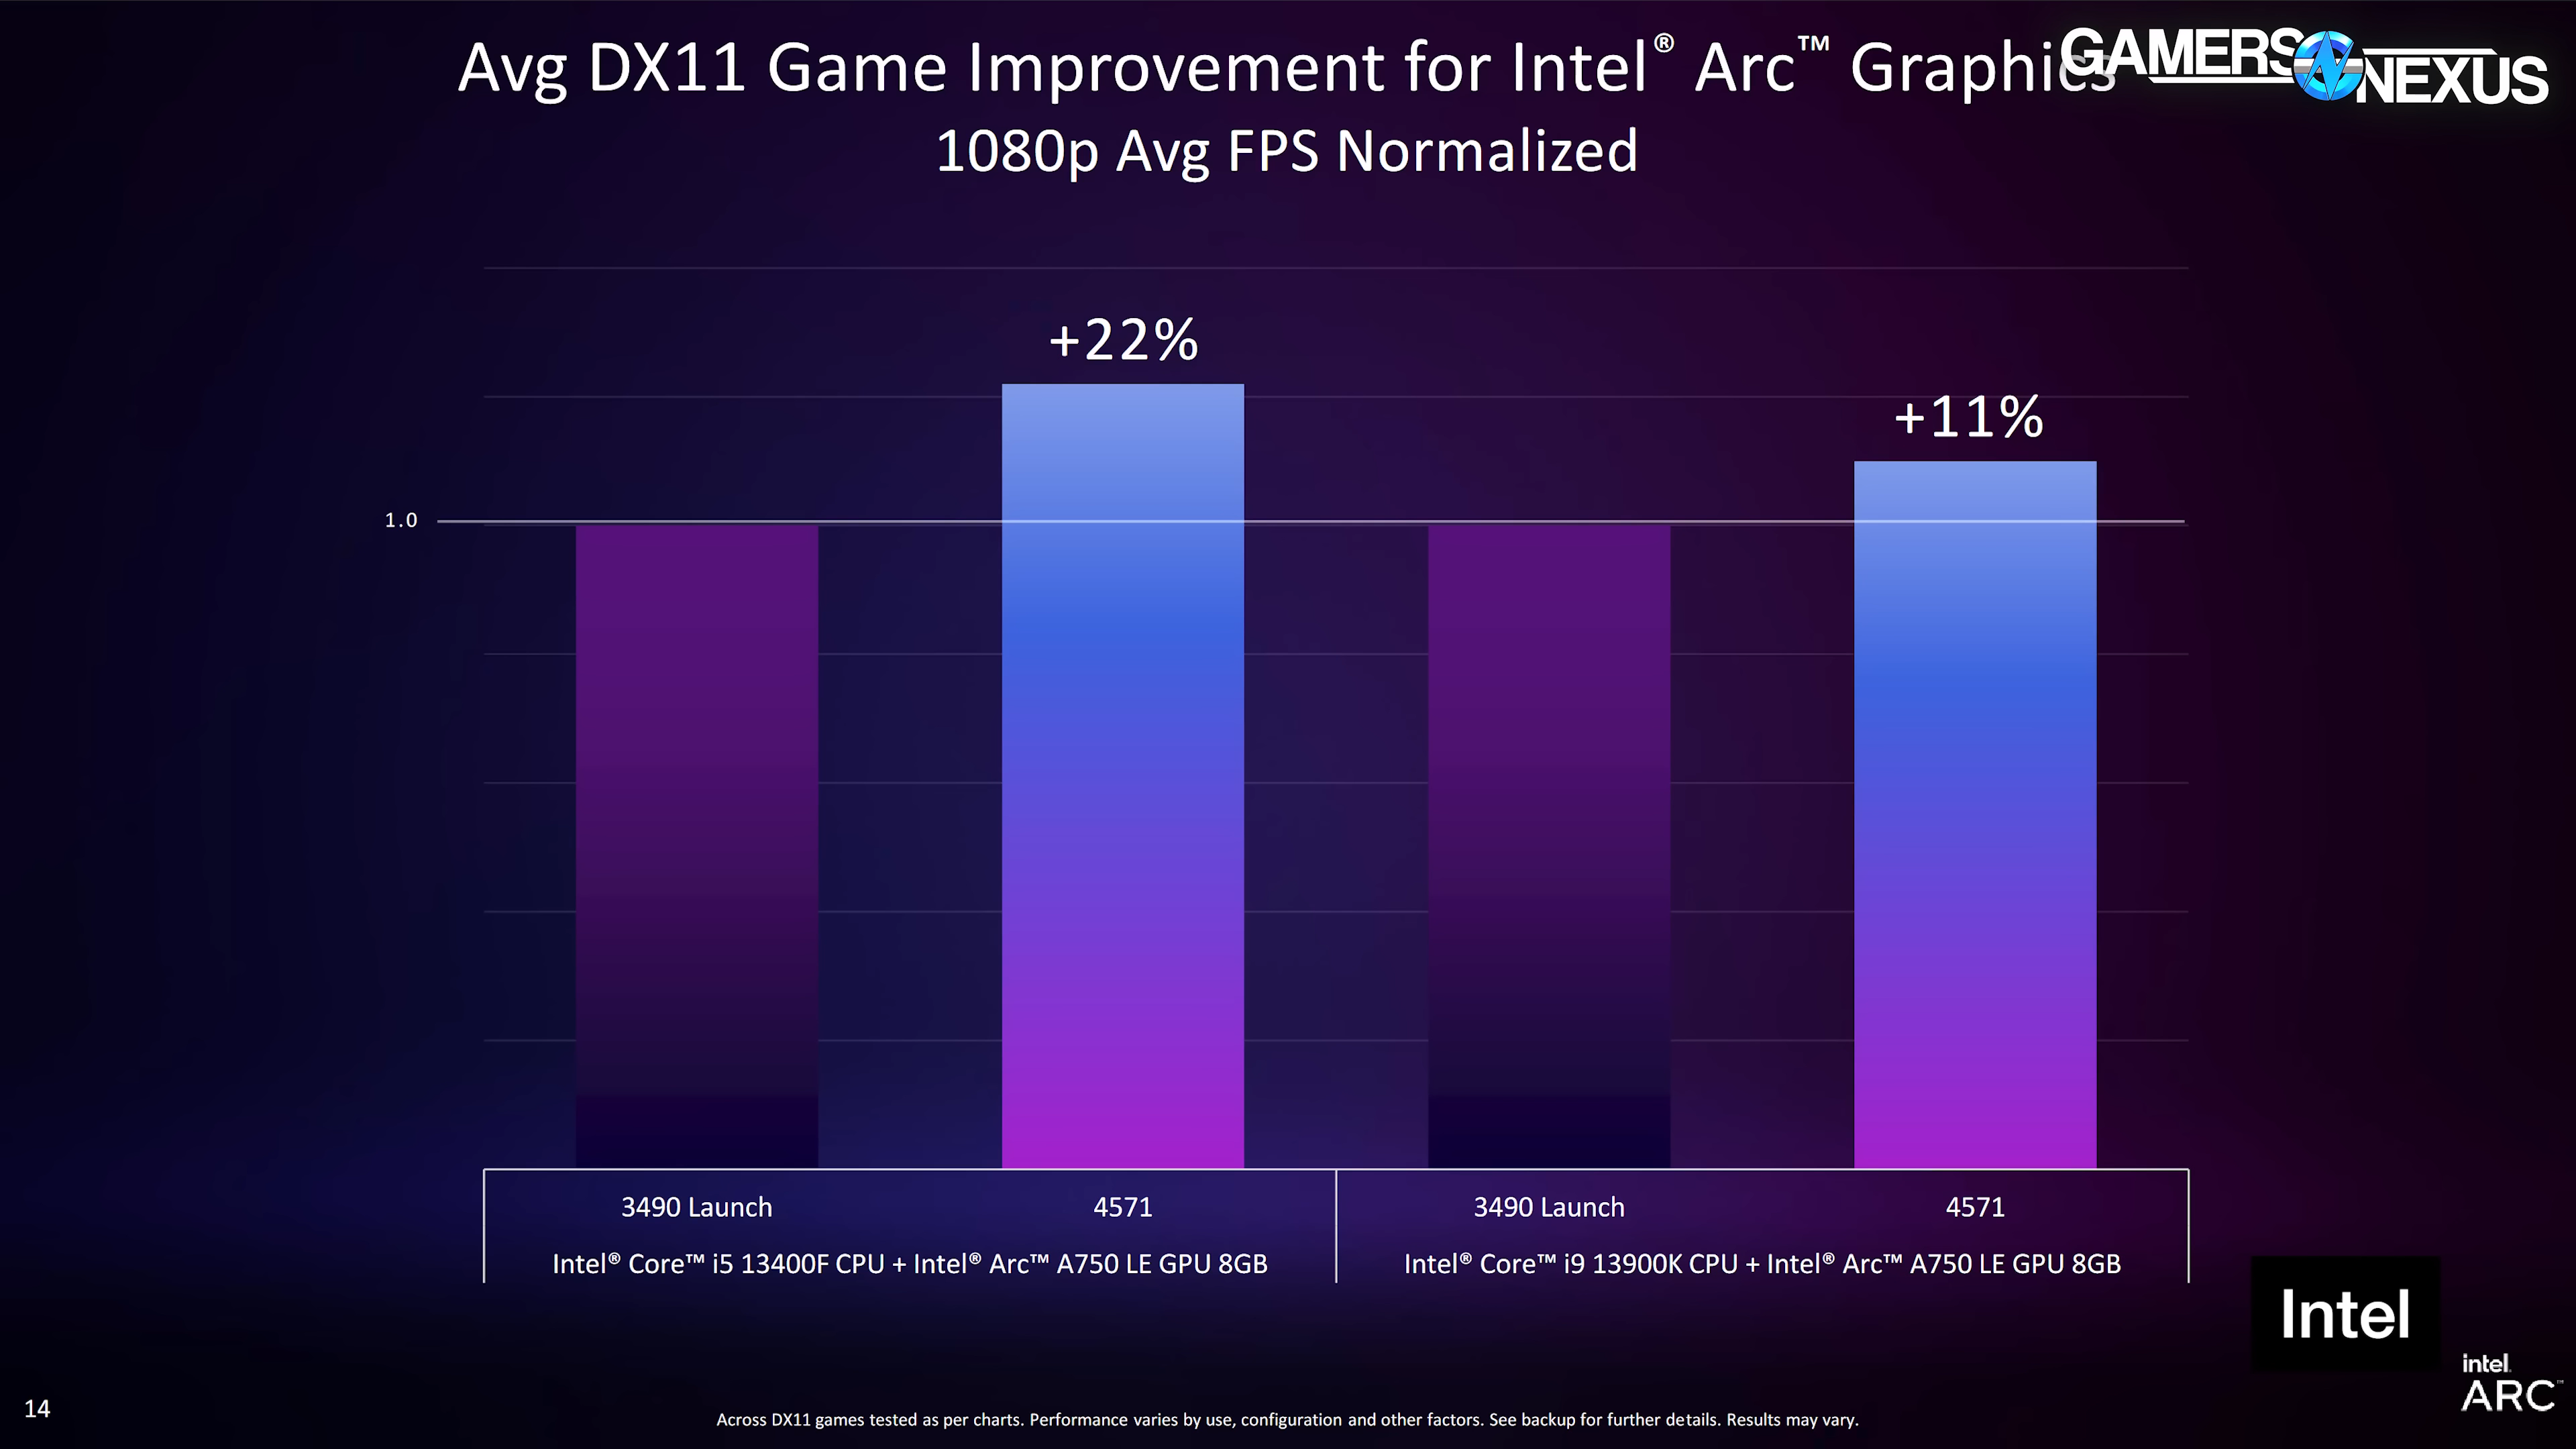 Avg DX11 Game Improvement for Intel® Arc™ Graphics
GAMERS NEXUS
1080p Avg FPS Normalized
+22%
+11%
1.0
3490 Launch
4571
3490 Launch
4571
Intel® Core™ i5 13400F CPU + Intel® Arc™ A750 LE GPU 8GB
Intel® Core™ i9 13900K CPU + Intel® Arc™ A750 LE GPU 8GB
Intel
intel
ARC™
14
Across DX11 games tested as per charts. Performance varies by use, configuration and other factors. See backup for further details. Results may vary.